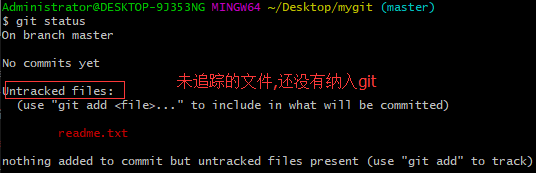 Administrator@DESKTOP-9J353NG MINGW64 ~/Desktop/mygit (master)
$ git status
On branch master
No commits yet
Untracked files:
未追踪的文件,还没有纳入git
(use "git add <file>..." to include in what will be committed)
readme.txt
nothing added to commit but untracked files present (use "git add" to track)